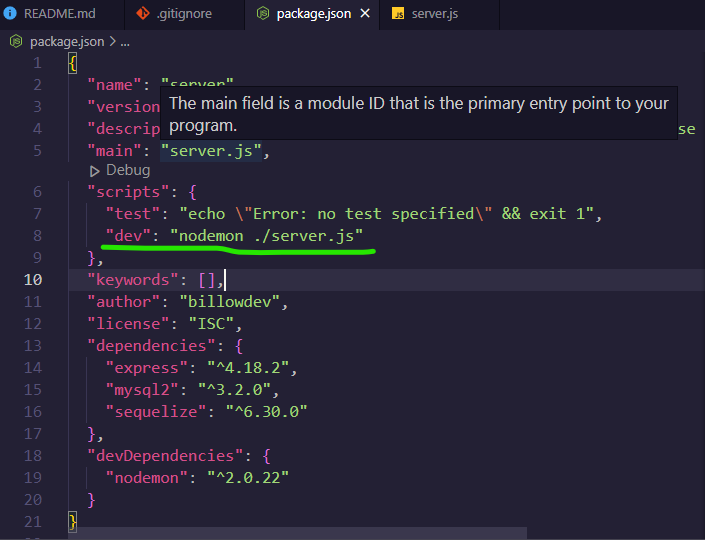 README.md .gitignore package.json × server.js
package.json > ...
1 {
2 "name": "server"
3 "version
4 "descrip se
The main field is a module ID that is the primary entry point to your
program.
5 "main": "server.js",
Debug
6 "scripts": {
7 "test": "echo \"Error: no test specified\" && exit 1",
8 "dev": "nodemon ./server.js"
9 },
10 "keywords": [],
11 "author": "billowdev",
12 "license": "ISC",
13 "dependencies": {
14 "express": "^4.18.2",
15 "mysql2": "^3.2.0",
16 "sequelize": "^6.30.0"
17 },
18 "devDependencies": {
19 "nodemon": "^2.0.22"
20 }
21 }